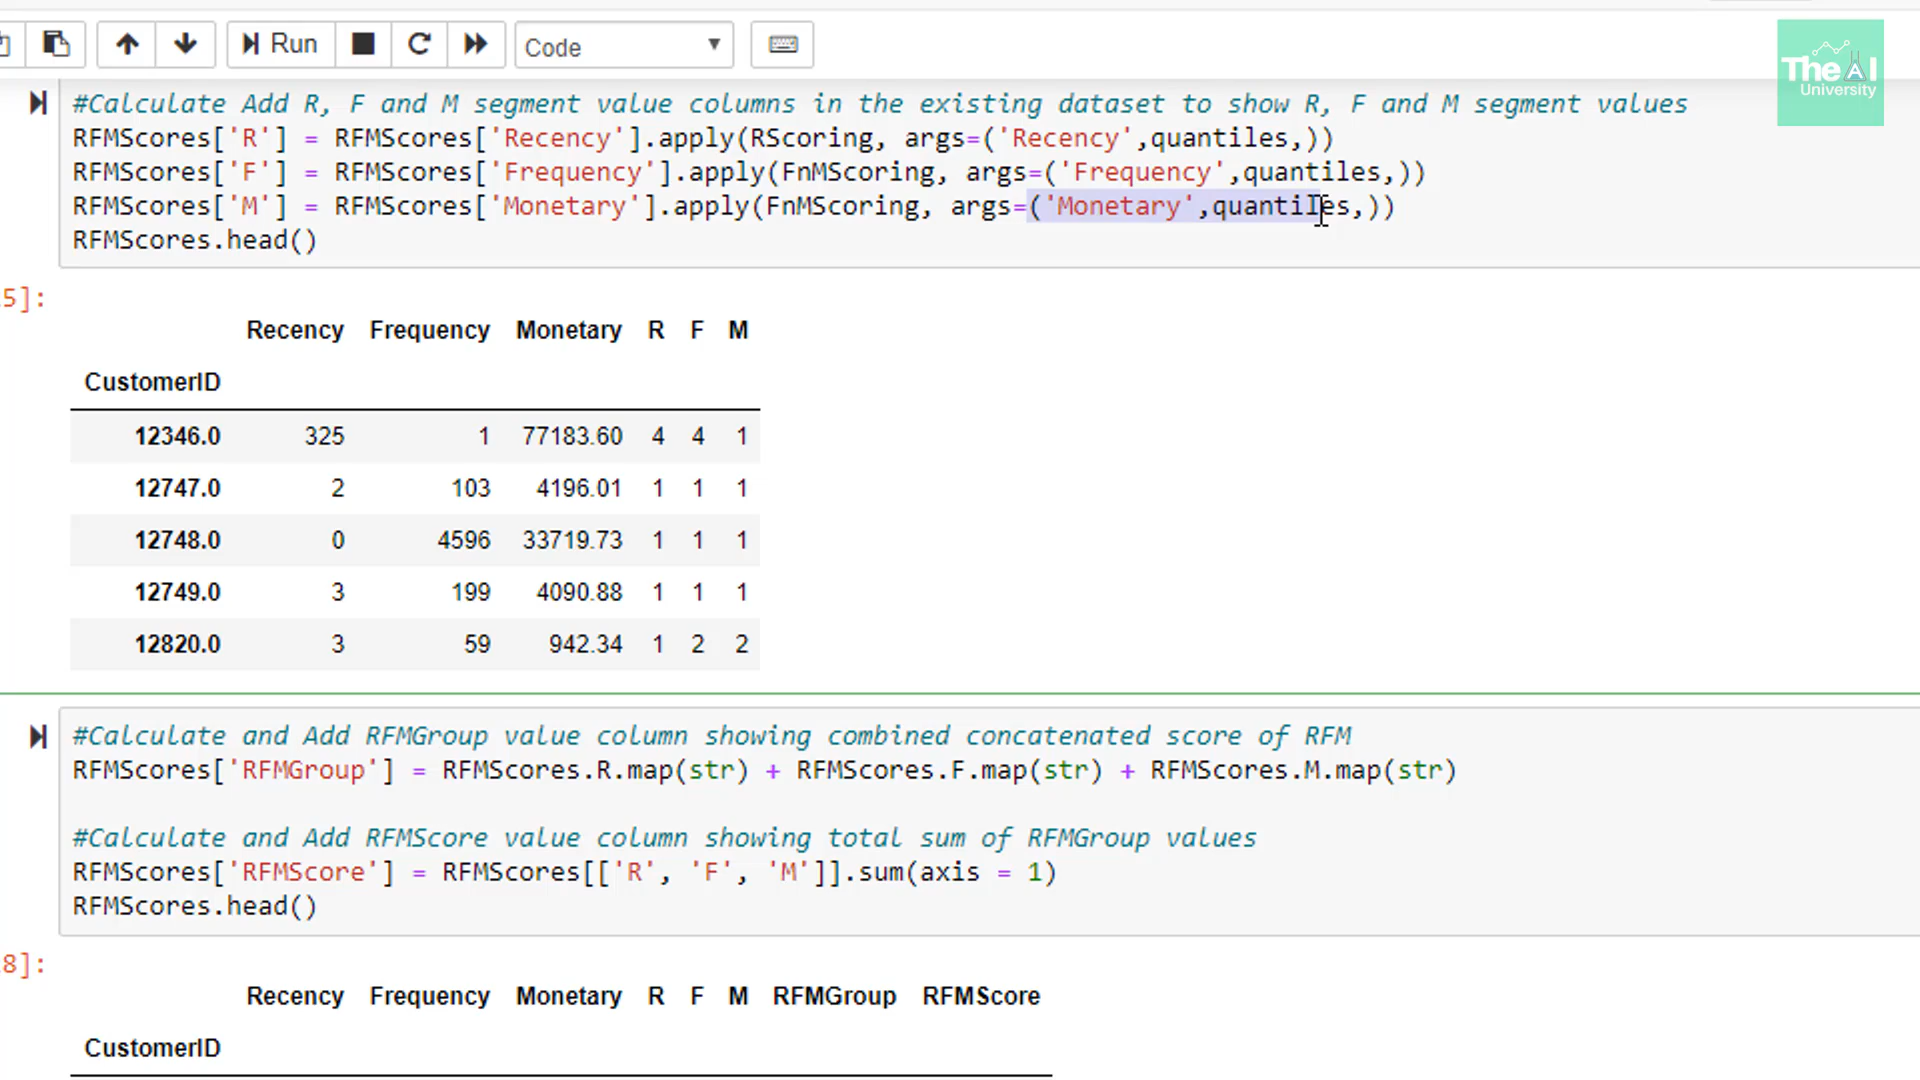 Run
Code
The AI
University
#Calculate Add R, F and M segment value columns in the existing dataset to show R, F and M segment values
RFMScores['R'] = RFMScores['Recency'].apply(RScoring, args=('Recency',quantiles,))
RFMScores['F'] = RFMScores['Frequency'].apply(FnMScoring, args=('Frequency',quantiles,))
RFMScores['M'] = RFMScores['Monetary'].apply(FnMScoring, args=('Monetary',quantiles,))
RFMScores.head()
5]:
Recency Frequency Monetary R F M
CustomerID
12346.0 325 1 77183.60 4 4 1
12747.0 2 103 4196.01 1 1 1
12748.0 0 4596 33719.73 1 1 1
12749.0 3 199 4090.88 1 1 1
12820.0 3 59 942.34 1 2 2
#Calculate and Add RFMGroup value column showing combined concatenated score of RFM
RFMScores['RFMGroup'] = RFMScores.R.map(str) + RFMScores.F.map(str) + RFMScores.M.map(str)
#Calculate and Add RFMScore value column showing total sum of RFMGroup values
RFMScores['RFMScore'] = RFMScores[['R', 'F', 'M']].sum(axis = 1)
RFMScores.head()
8]:
Recency Frequency Monetary R F M RFMGroup RFMScore
CustomerID